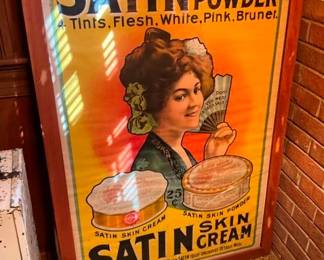 SATIN POWDER
4. Tints, Flesh, White, Pink, Brunet.
25¢
SATIN SKIN CREAM
SATIN SKIN POWDER
SATIN SKIN
CREAM